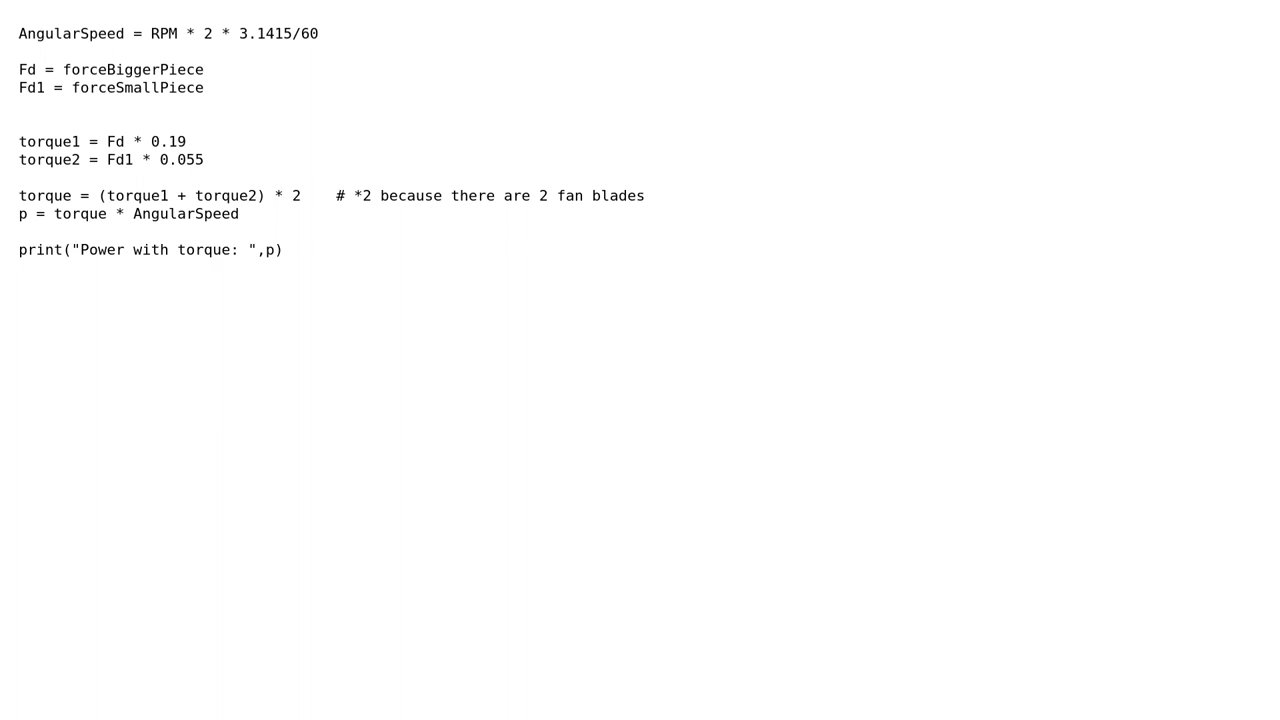 AngularSpeed = RPM * 2 * 3.1415/60
Fd = forceBiggerPiece
Fd1 = forceSmallPiece
torque1 = Fd * 0.19
torque2 = Fd1 * 0.055
torque = (torque1 + torque2) * 2    # *2 because there are 2 fan blades
p = torque * AngularSpeed
print("Power with torque: ",p)